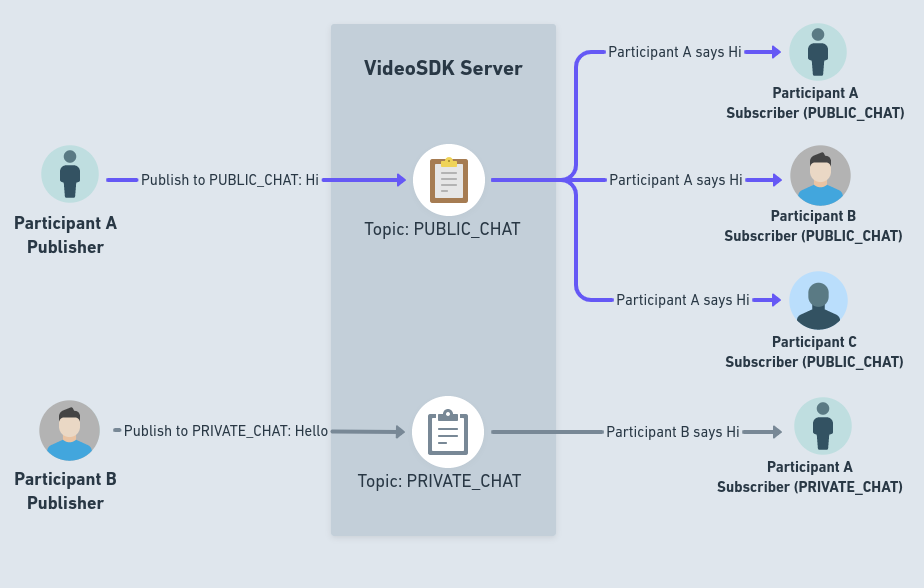 VideoSDK Server
Participant A
Publisher
Publish to PUBLIC_CHAT: Hi
Topic: PUBLIC_CHAT
Participant A says Hi
Participant A
Subscriber (PUBLIC_CHAT)
Participant A says Hi
Participant B
Subscriber (PUBLIC_CHAT)
Participant A says Hi
Participant C
Subscriber (PUBLIC_CHAT)
Participant B
Publisher
Publish to PRIVATE_CHAT: Hello
Topic: PRIVATE_CHAT
Participant B says Hi
Participant A
Subscriber (PRIVATE_CHAT)